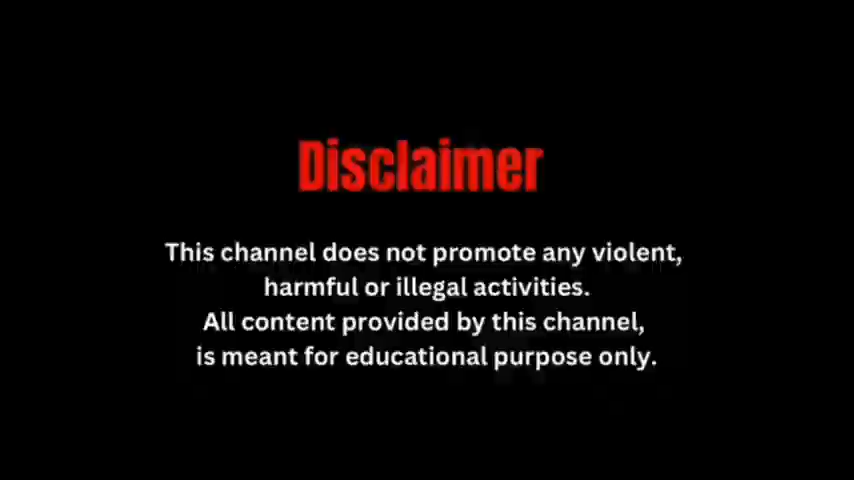 Disclaimer
This channel does not promote any violent,
harmful or illegal activities.
All content provided by this channel,
is meant for educational purpose only.